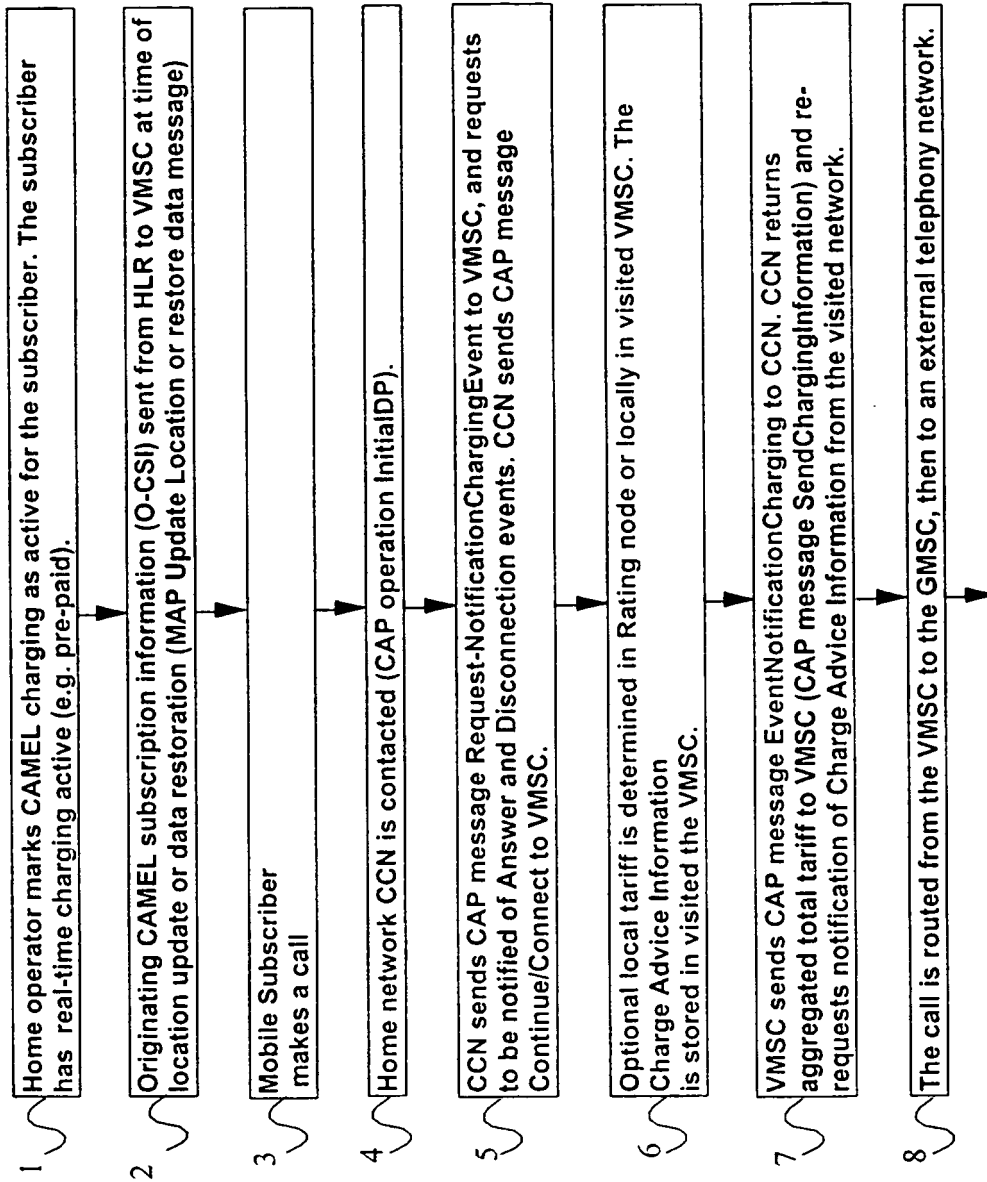 1
Home operator marks CAMEL charging as active for the subscriber. The subscriber
has real-time charging active (e.g. pre-paid).
2
Originating CAMEL subscription information (O-CSI) sent from HLR to VMSC at time of
location update or data restoration (MAP Update Location or restore data message)
3
Mobile Subscriber
makes a call
4
Home network CCN is contacted (CAP operation InitialDP).
5
CCN sends CAP message Request-NotificationChargingEvent to VMSC, and requests
to be notified of Answer and Disconnection events. CCN sends CAP message
Continue/Connect to VMSC.
6
Optional local tariff is determined in Rating node or locally in visited VMSC. The
Charge Advice Information
is stored in visited the VMSC.
7
VMSC sends CAP message EventNotificationCharging to CCN. CCN returns
aggregated total tariff to VMSC (CAP message SendChargingInformation) and re-
requests notification of Charge Advice Information from the visited network.
8
The call is routed from the VMSC to the GMSC, then to an external telephony network.